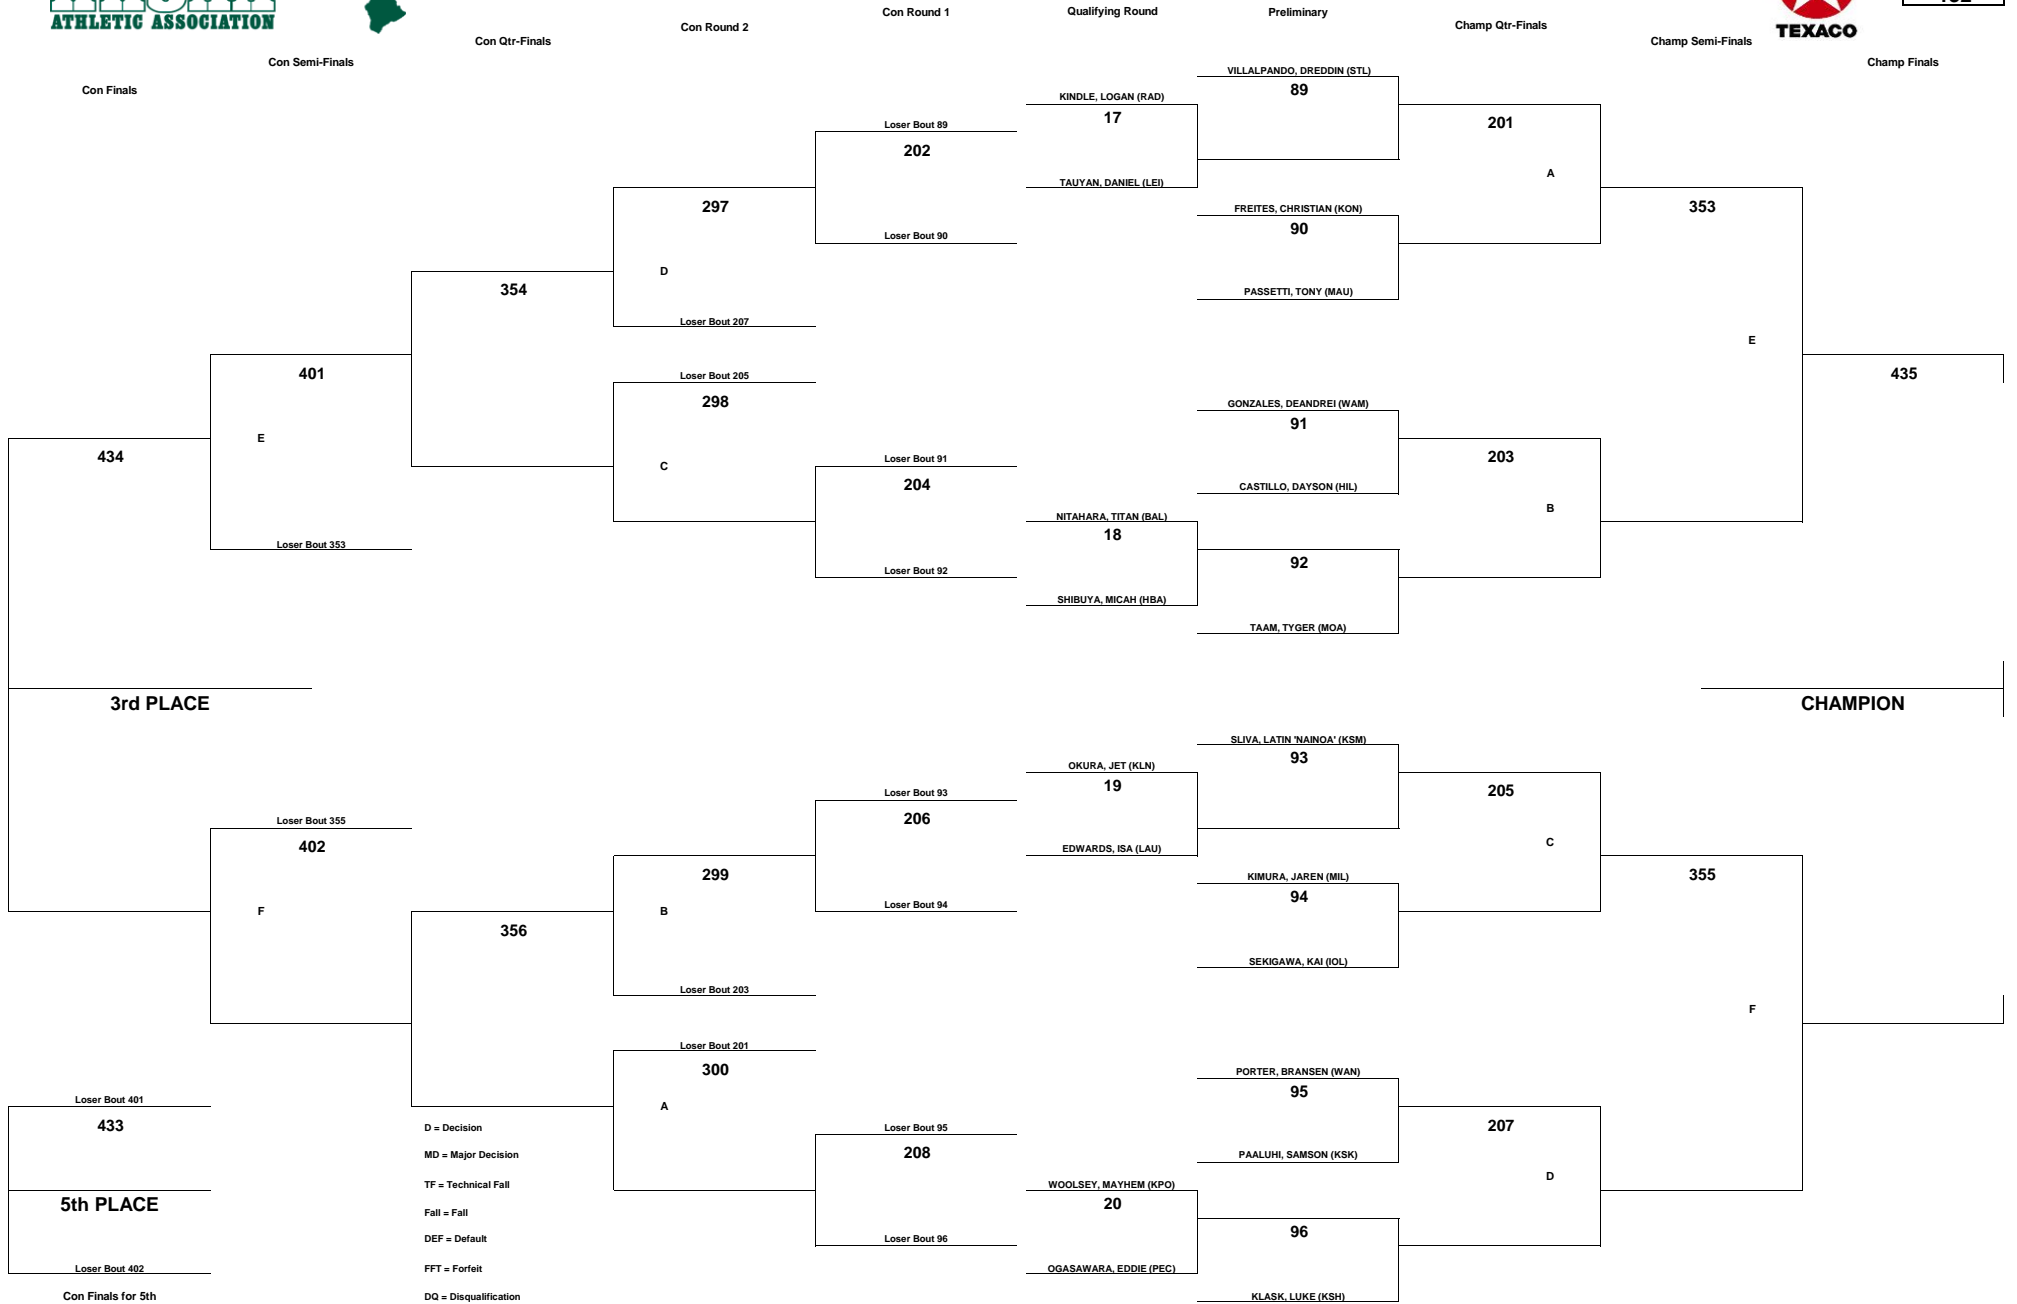 ATHLETIC ASSOCIATION
TEXACO
Con Finals
Con Semi-Finals
Con Qtr-Finals
Con Round 2
Con Round 1
Qualifying Round
Preliminary
Champ Qtr-Finals
Champ Semi-Finals
Champ Finals
VILLALPANDO, DREDDIN (STL)
89
KINDLE, LOGAN (RAD)
17
TAUYAN, DANIEL (LEI)
FREITES, CHRISTIAN (KON)
90
PASSETTI, TONY (MAU)
GONZALES, DEANDREI (WAM)
91
CASTILLO, DAYSON (HIL)
NITAHARA, TITAN (BAL)
18
SHIBUYA, MICAH (HBA)
92
TAAM, TYGER (MOA)
SLIVA, LATIN 'NAINOA' (KSM)
93
OKURA, JET (KLN)
19
EDWARDS, ISA (LAU)
KIMURA, JAREN (MIL)
94
SEKIGAWA, KAI (IOL)
PORTER, BRANSEN (WAN)
95
PAALUHI, SAMSON (KSK)
WOOLSEY, MAYHEM (KPO)
20
OGASAWARA, EDDIE (PEC)
96
KLASK, LUKE (KSH)
201
A
203
B
205
C
207
D
353
E
355
F
435
CHAMPION
Loser Bout 89
202
Loser Bout 90
Loser Bout 91
204
Loser Bout 92
Loser Bout 93
206
Loser Bout 94
Loser Bout 95
208
Loser Bout 96
297
D
Loser Bout 207
Loser Bout 205
298
C
299
B
Loser Bout 203
Loser Bout 201
300
A
354
356
401
E
Loser Bout 353
Loser Bout 355
402
F
434
3rd PLACE
Loser Bout 401
433
5th PLACE
Loser Bout 402
Con Finals for 5th
D = Decision
MD = Major Decision
TF = Technical Fall
Fall = Fall
DEF = Default
FFT = Forfeit
DQ = Disqualification